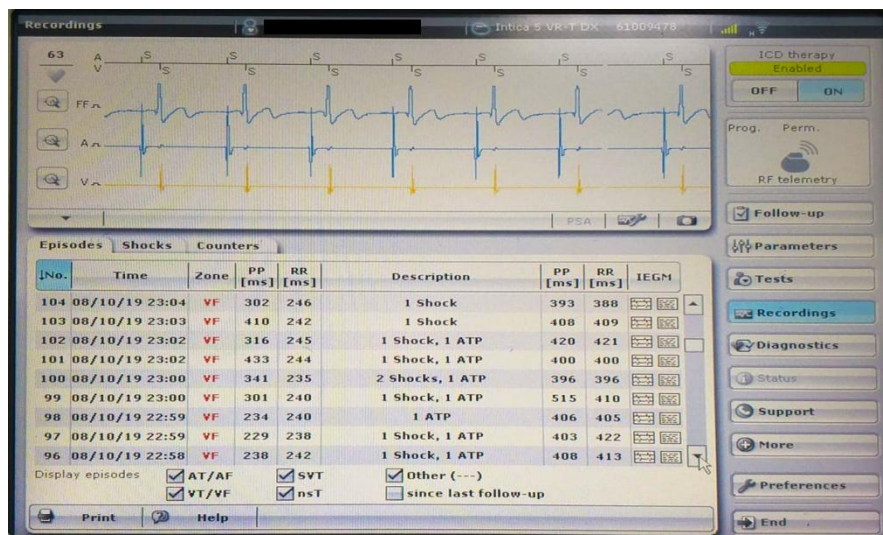 Recordings
Intica 5 VR-T DX 61009478
63 A V
S S S S S S S
S S S S S S S
FF
A
V
PSA
Episodes Shocks Counters
↓No. Time Zone PP [ms] RR [ms] Description PP [ms] RR [ms] IEGM
104 08/10/19 23:04 VF 302 246 1 Shock 393 388
103 08/10/19 23:03 VF 410 242 1 Shock 408 409
102 08/10/19 23:02 VF 316 245 1 Shock, 1 ATP 420 421
101 08/10/19 23:02 VF 433 244 1 Shock, 1 ATP 400 400
100 08/10/19 23:00 VF 341 235 2 Shocks, 1 ATP 396 396
99 08/10/19 23:00 VF 301 240 1 Shock, 1 ATP 515 410
98 08/10/19 22:59 VF 234 240 1 ATP 406 405
97 08/10/19 22:59 VF 229 238 1 Shock, 1 ATP 403 422
96 08/10/19 22:58 VF 238 242 1 Shock, 1 ATP 408 413
Display episodes AT/AF SVT Other (---)
VT/VF nsT since last follow-up
Print Help
ICD therapy
Enabled
OFF ON
Prog. Perm.
RF telemetry
Follow-up
Parameters
Tests
Recordings
Diagnostics
Status
Support
More
Preferences
End